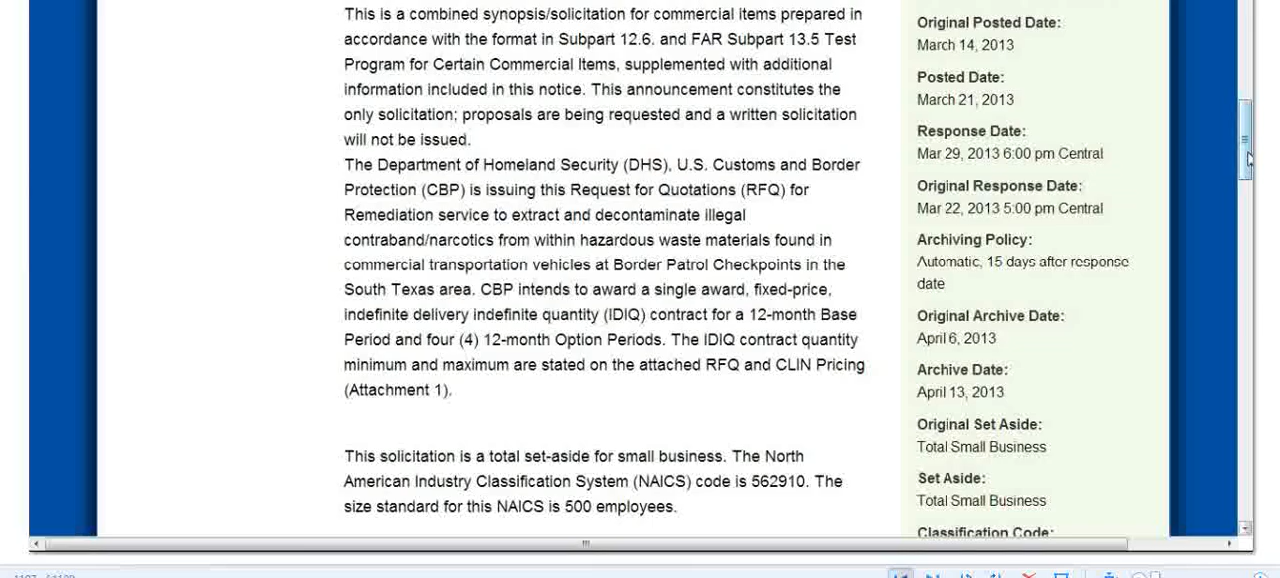 This is a combined synopsis/solicitation for commercial items prepared in
accordance with the format in Subpart 12.6. and FAR Subpart 13.5 Test
Program for Certain Commercial Items, supplemented with additional
information included in this notice. This announcement constitutes the
only solicitation; proposals are being requested and a written solicitation
will not be issued.
The Department of Homeland Security (DHS), U.S. Customs and Border
Protection (CBP) is issuing this Request for Quotations (RFQ) for
Remediation service to extract and decontaminate illegal
contraband/narcotics from within hazardous waste materials found in
commercial transportation vehicles at Border Patrol Checkpoints in the
South Texas area. CBP intends to award a single award, fixed-price,
indefinite delivery indefinite quantity (IDIQ) contract for a 12-month Base
Period and four (4) 12-month Option Periods. The IDIQ contract quantity
minimum and maximum are stated on the attached RFQ and CLIN Pricing
(Attachment 1).
This solicitation is a total set-aside for small business. The North
American Industry Classification System (NAICS) code is 562910. The
size standard for this NAICS is 500 employees.
Original Posted Date:
March 14, 2013
Posted Date:
March 21, 2013
Response Date:
Mar 29, 2013 6:00 pm Central
Original Response Date:
Mar 22, 2013 5:00 pm Central
Archiving Policy:
Automatic, 15 days after response
date
Original Archive Date:
April 6, 2013
Archive Date:
April 13, 2013
Original Set Aside:
Total Small Business
Set Aside:
Total Small Business
Classification Code: